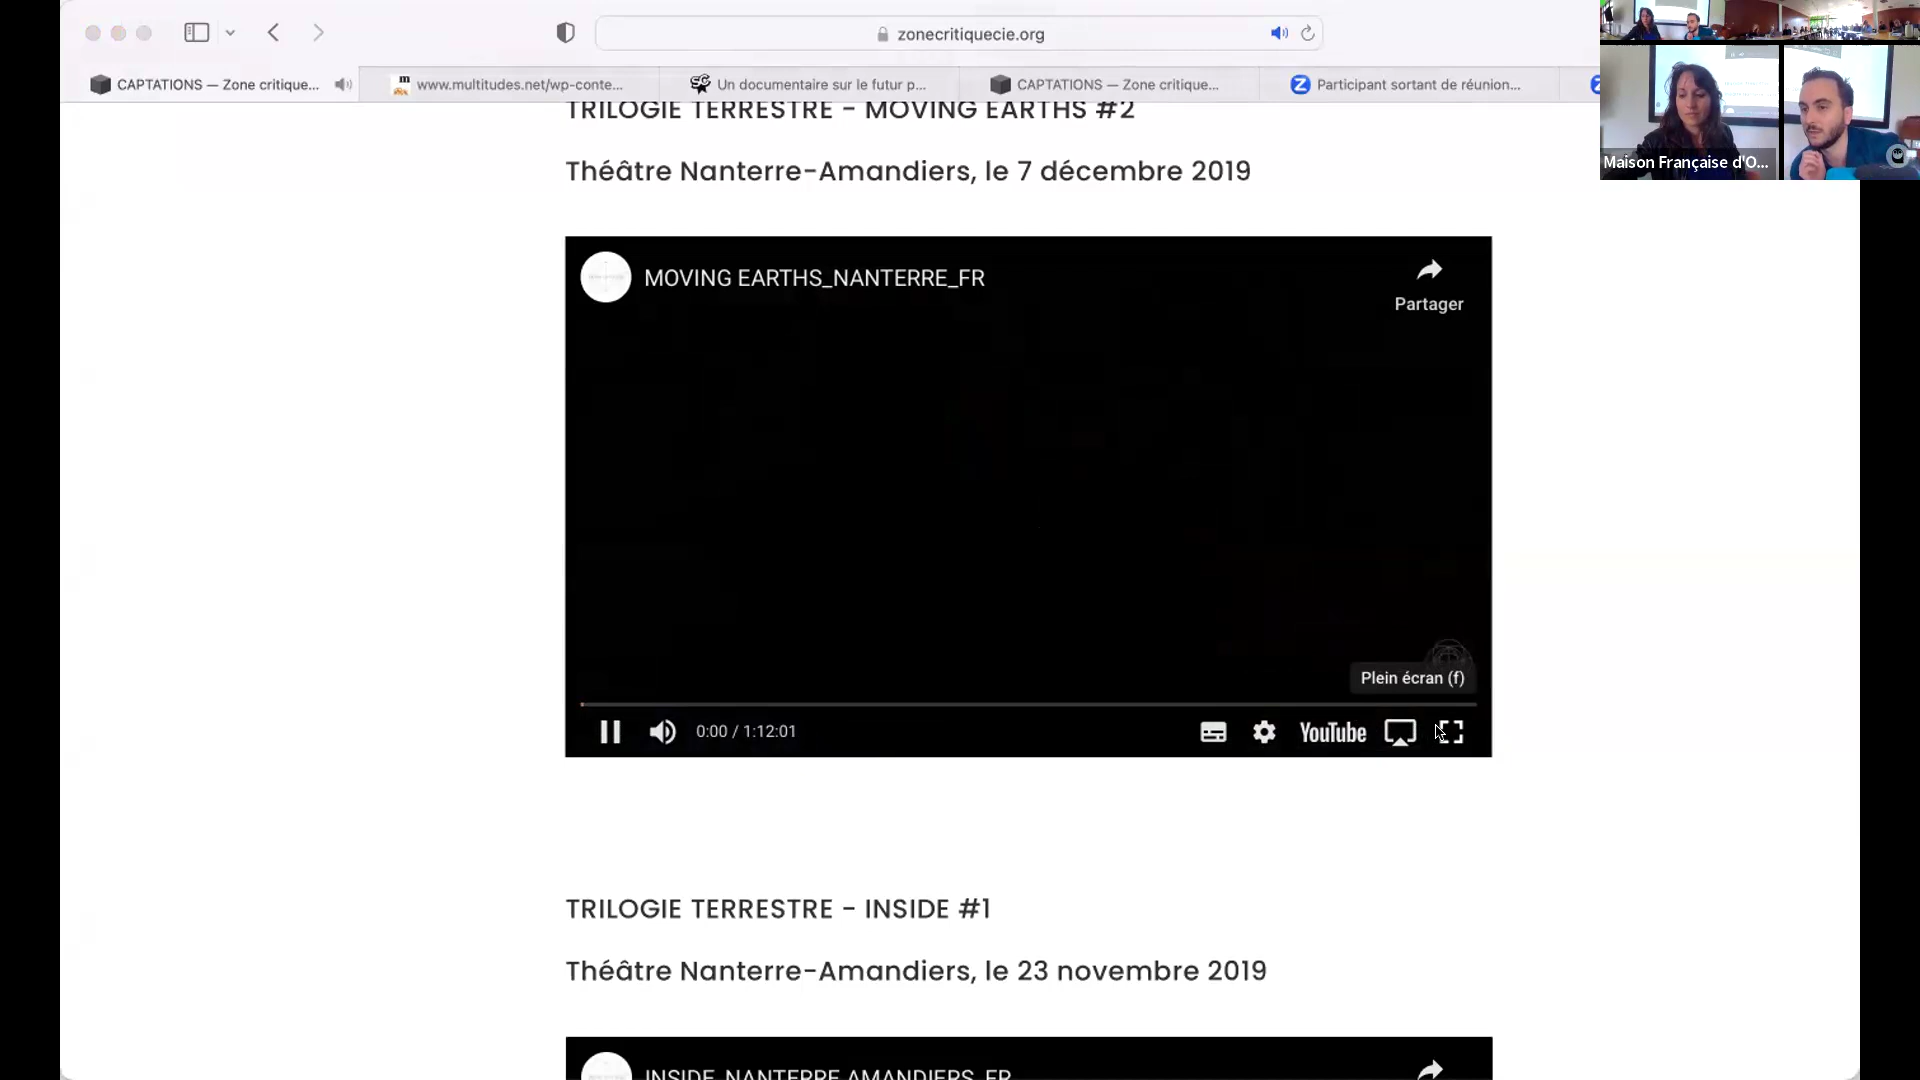 zonecritiquecie.org
CAPTATIONS — Zone critique...
www.multitudes.net/wp-conte...
Un documentaire sur le futur p...
CAPTATIONS — Zone critique...
Participant sortant de réunion...
Maison Française d'O...
TRILOGIE TERRESTRE - MOVING EARTHS #2
Théâtre Nanterre-Amandiers, le 7 décembre 2019
MOVING EARTHS_NANTERRE_FR
Partager
Plein écran (f)
0:00 / 1:12:01
YouTube
TRILOGIE TERRESTRE - INSIDE #1
Théâtre Nanterre-Amandiers, le 23 novembre 2019
INSIDE_NANTERRE AMANDIERS_FR